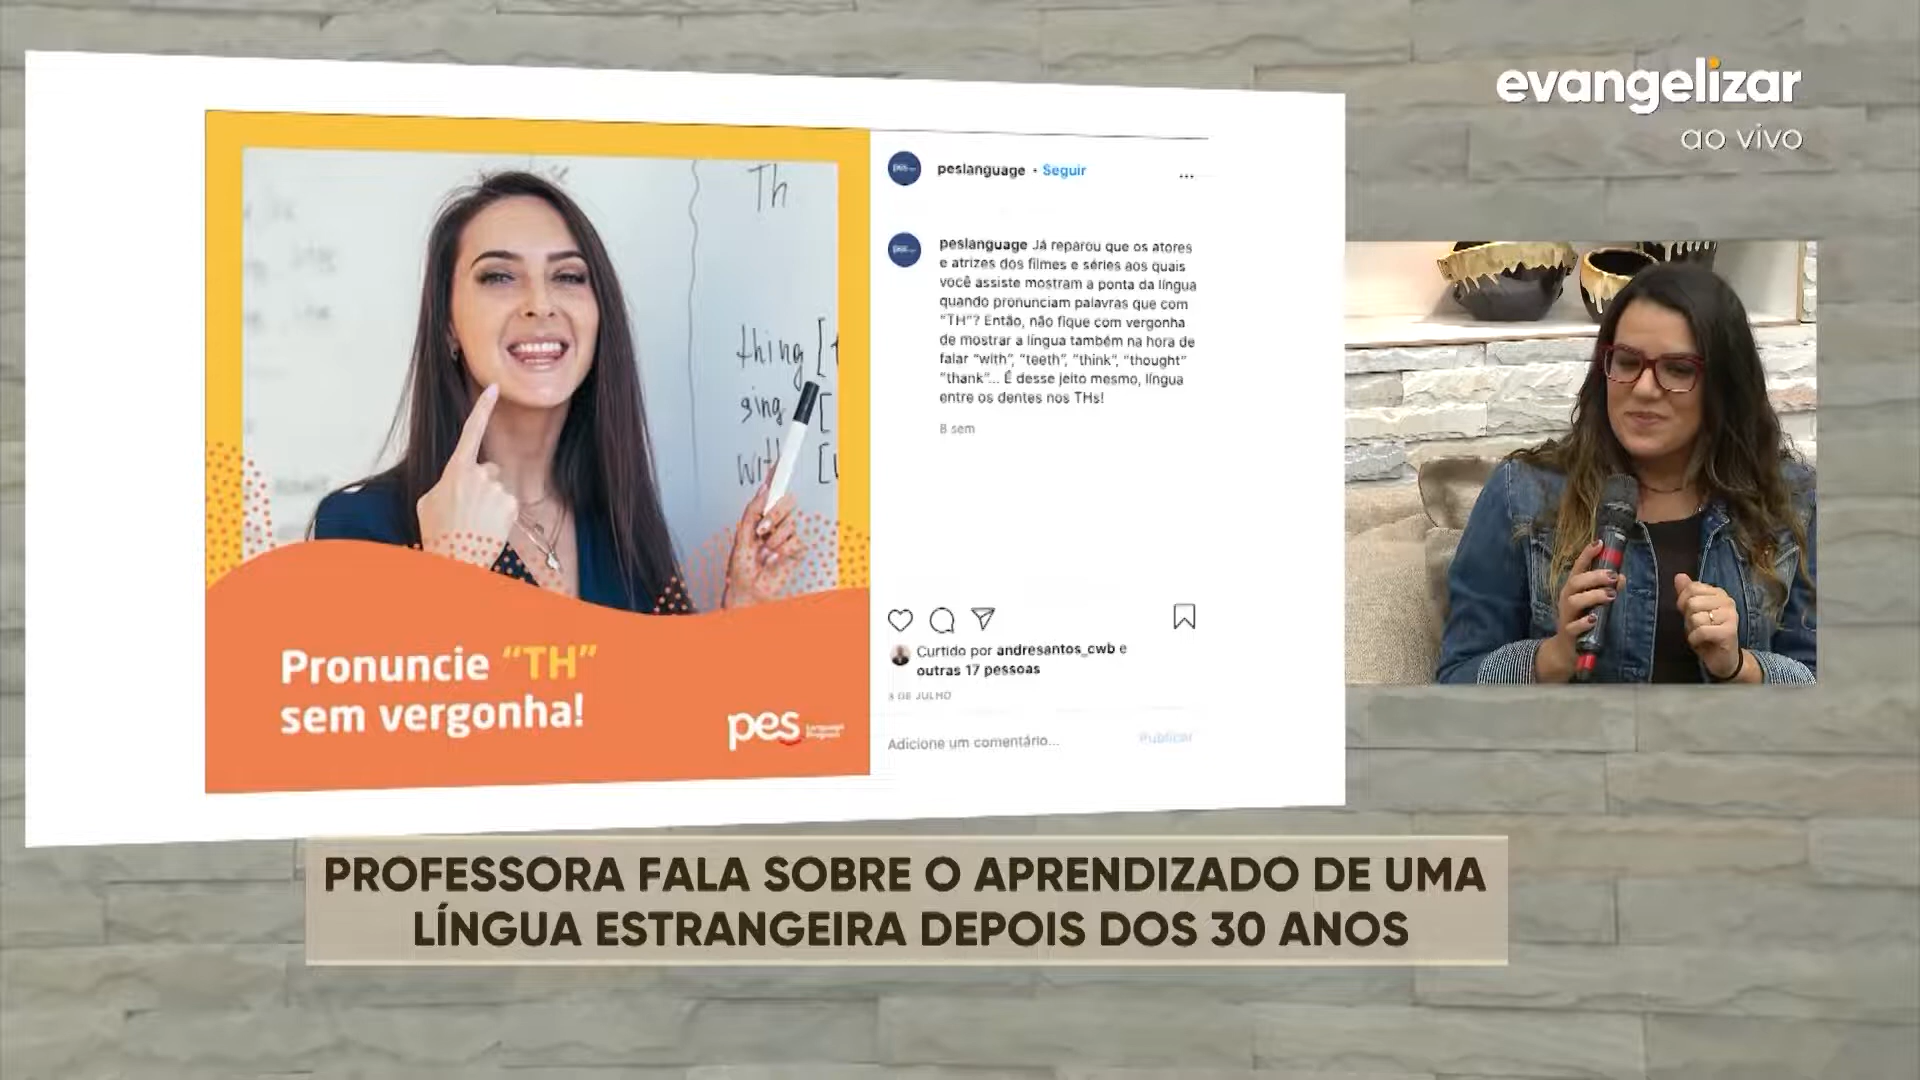 evangelizar
ao vivo
Th
thing [
sing [
with [
Pronuncie “TH”
sem vergonha!
pes
peslanguage • Seguir
...
peslanguage Já reparou que os atores
e atrizes dos filmes e séries aos quais
você assiste mostram a ponta da língua
quando pronunciam palavras que com
“TH”? Então, não fique com vergonha
de mostrar a língua também na hora de
falar “with”, “teeth”, “think”, “thought”
“thank”... É desse jeito mesmo, língua
entre os dentes nos THs!
8 sem
Curtido por andresantos_cwb e
outras 17 pessoas
3 DE JULHO
Adicione um comentário...
Publicar
PROFESSORA FALA SOBRE O APRENDIZADO DE UMA
LÍNGUA ESTRANGEIRA DEPOIS DOS 30 ANOS